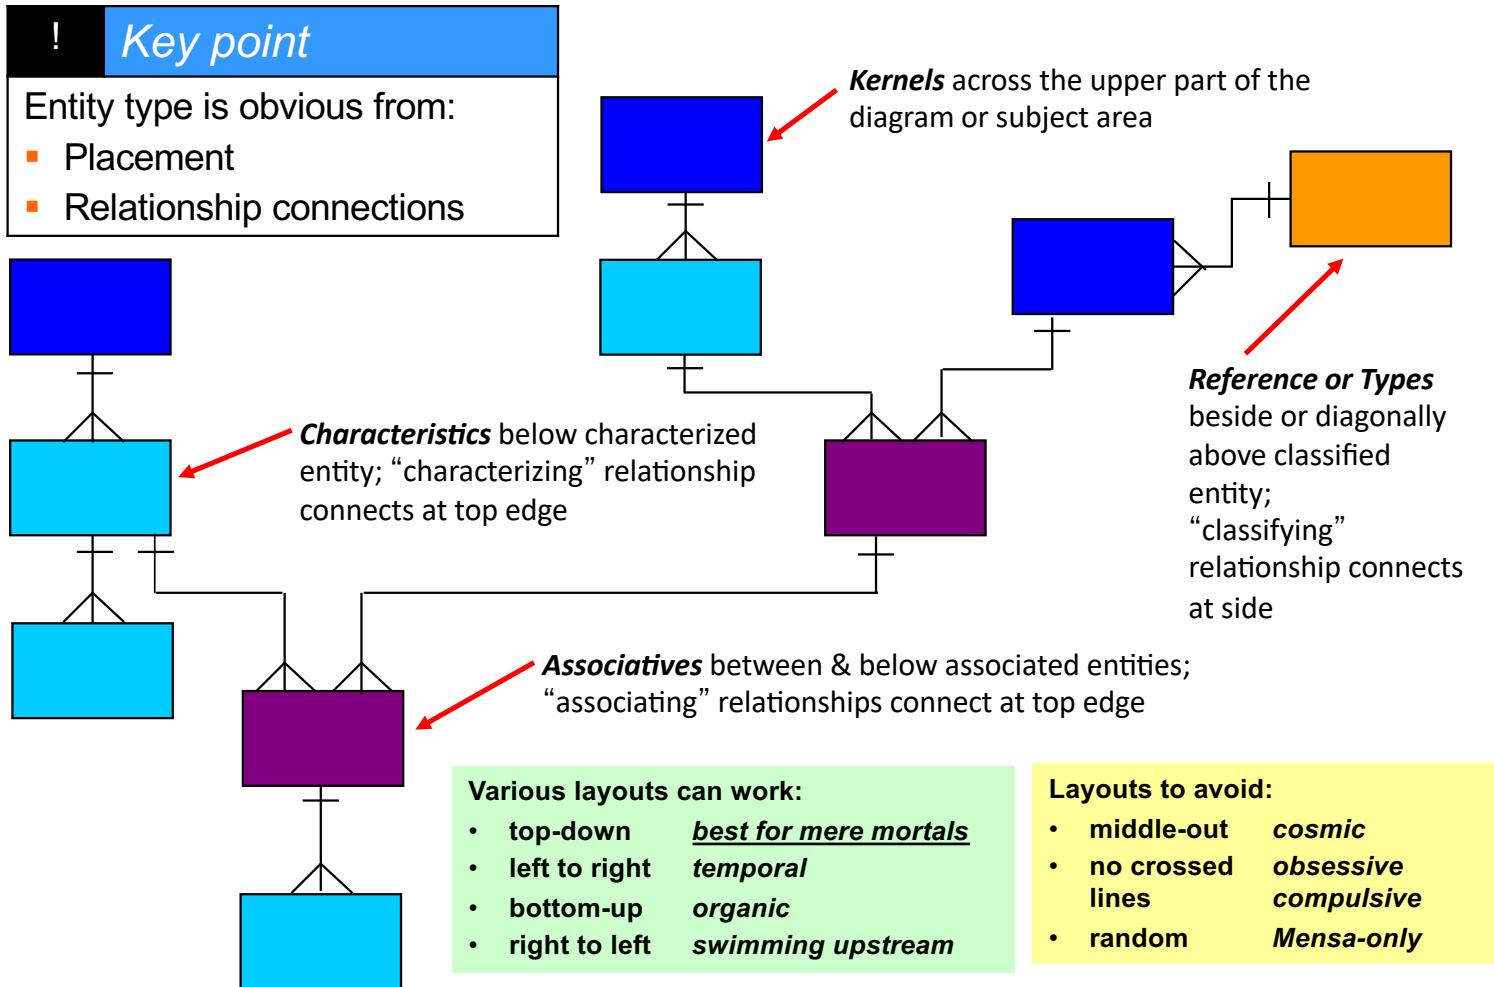 ! Key point
Entity type is obvious from:
▪ Placement
▪ Relationship connections
Kernels across the upper part of the
diagram or subject area
Reference or Types
beside or diagonally
above classified
entity;
“classifying”
relationship connects
at side
Characteristics below characterized
entity; “characterizing” relationship
connects at top edge
Associatives between & below associated entities;
“associating” relationships connect at top edge
Various layouts can work:
• top-down best for mere mortals
• left to right temporal
• bottom-up organic
• right to left swimming upstream
Layouts to avoid:
• middle-out cosmic
• no crossed obsessive
lines compulsive
• random Mensa-only